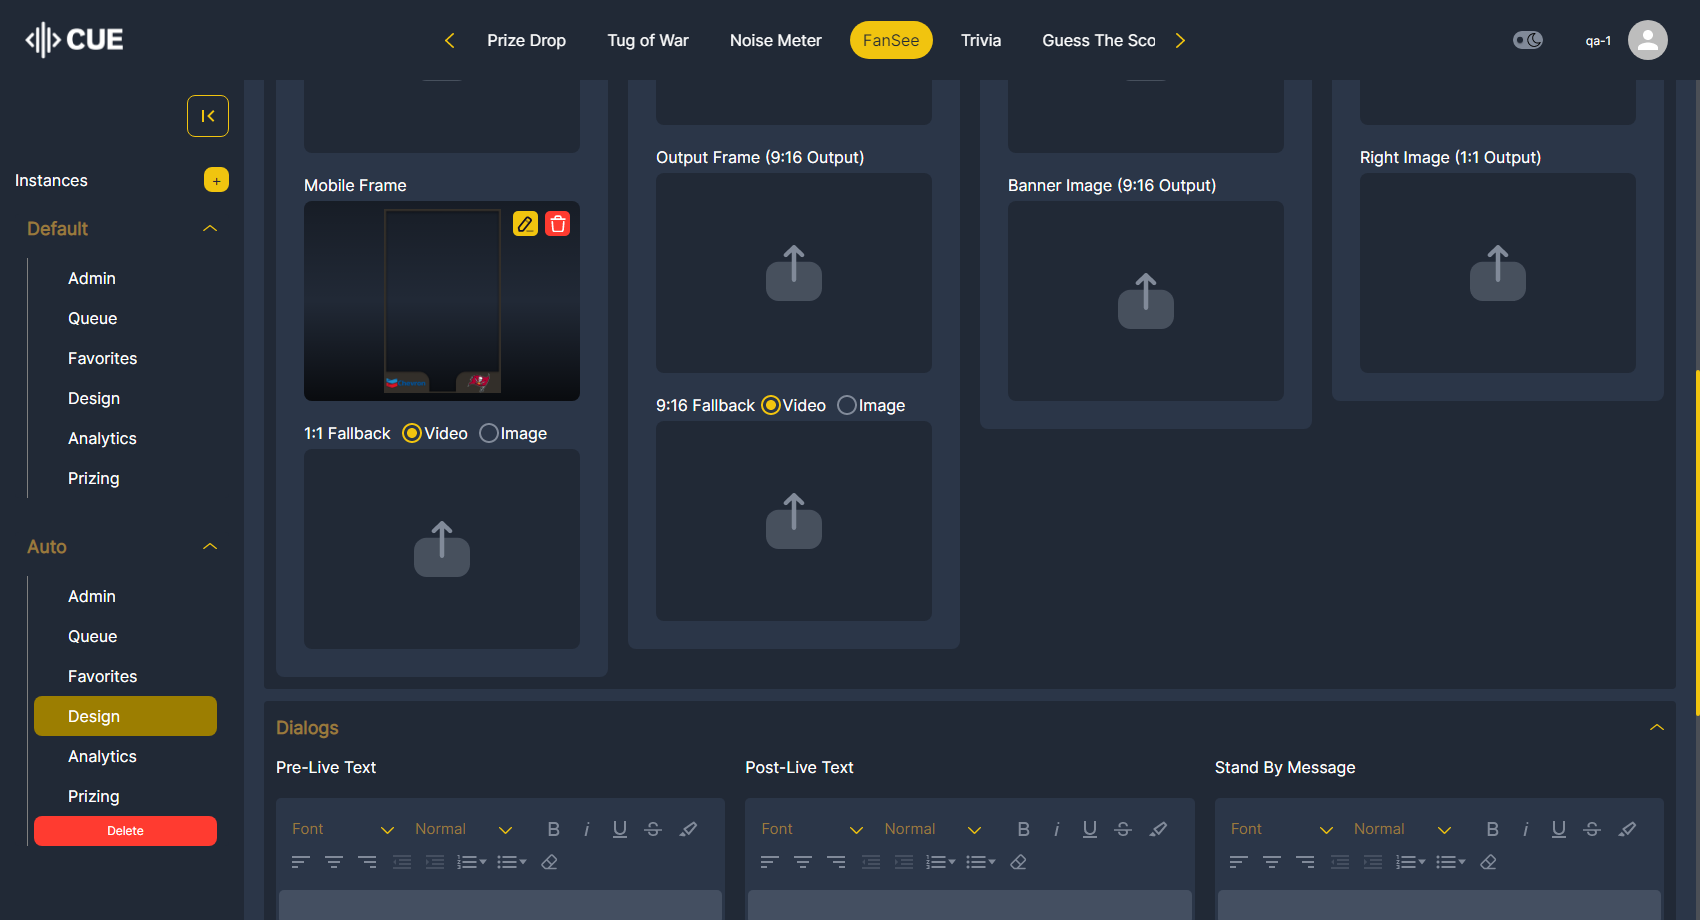 CUE
Prize Drop
Tug of War
Noise Meter
FanSee
Trivia
Guess The Sco
qa-1
Instances
+
Default
Admin
Queue
Favorites
Design
Analytics
Prizing
Auto
Admin
Queue
Favorites
Design
Analytics
Prizing
Delete
Mobile Frame
1:1 Fallback Video Image
Output Frame (9:16 Output)
9:16 Fallback Video Image
Banner Image (9:16 Output)
Right Image (1:1 Output)
Dialogs
Pre-Live Text
Font Normal B i U S
Post-Live Text
Font Normal B i U S
Stand By Message
Font Normal B i U S